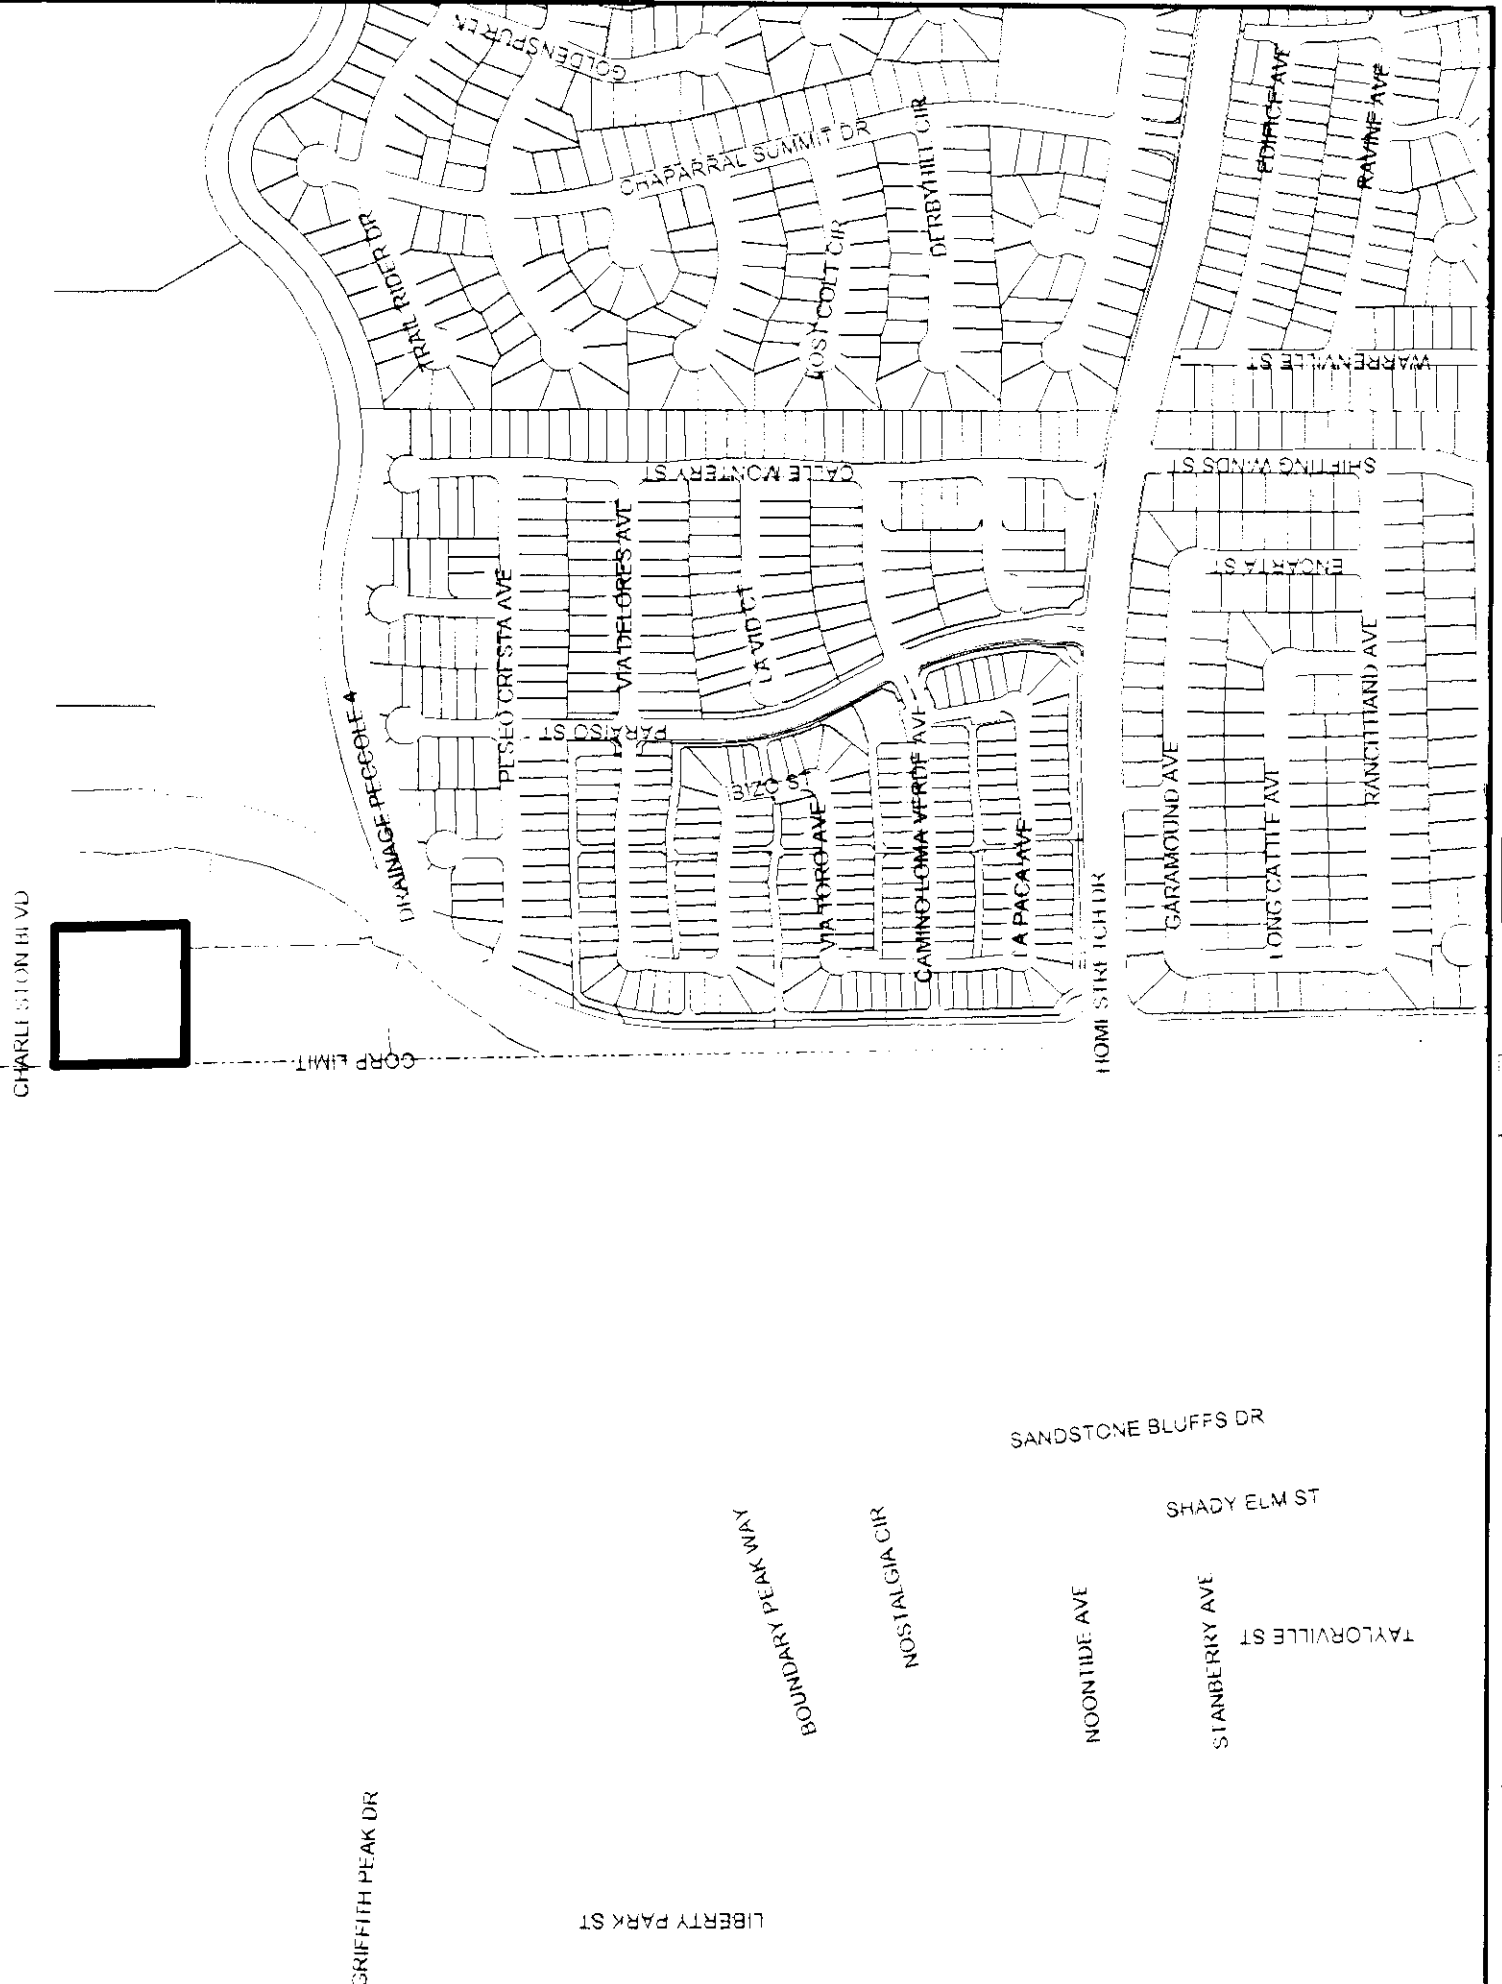 GOLDENSPUR LN
CHAPARRAL SUMMIT DR
TRAIL RIDER DR
LOST COLT CIR
DERBYHILL CIR
EDIFICE AVE
RAVINE AVE
WARRENVILLE ST
CALLE MONTERY ST
SHIFTING WINDS ST
ENCARTA ST
PESEO CRESTA AVE
VIA DELORES AVE
LA VID CT
PARAISO ST
IBIZO ST
DRAINAGE-PECCOLE 4
VIA TORO AVE
CAMINO LOMA VERDE AVE
LA PACA AVE
GARAMOUND AVE
LONG CATTLE AVE
RANCH HAND AVE
HOMESTRETCH DR
CHARLESTON BLVD
CORP LIMIT
SANDSTONE BLUFFS DR
SHADY ELM ST
BOUNDARY PEAK WAY
NOSTALGIA CIR
NOONTIDE AVE
STANBERRY AVE
TAYLORVILLE ST
GRIFFITH PEAK DR
LIBERTY PARK ST